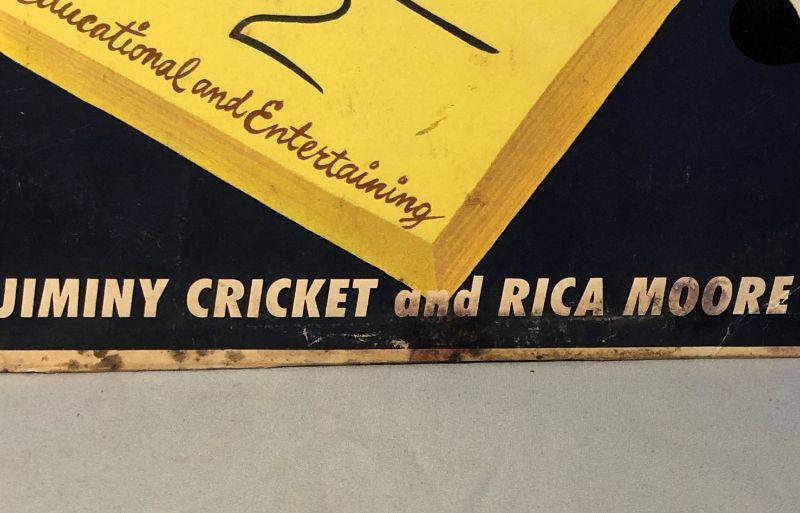 Educational and Entertaining
JIMINY CRICKET and RICA MOORE